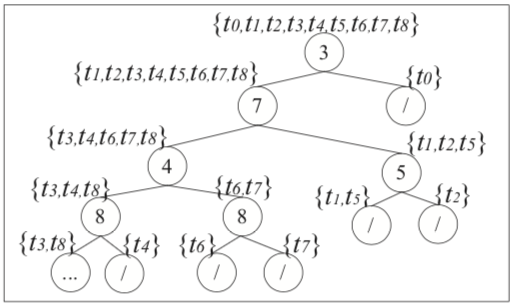 {t0,t1,t2,t3,t4,t5,t6,t7,t8}
3
{t1,t2,t3,t4,t5,t6,t7,t8} {t0}
7 /
{t3,t4,t6,t7,t8} {t1,t2,t5}
4 5
{t3,t4,t8} {t6,t7} {t1,t5} {t2}
8 8 / /
{t3,t8} {t4} {t6} {t7}
... / / /